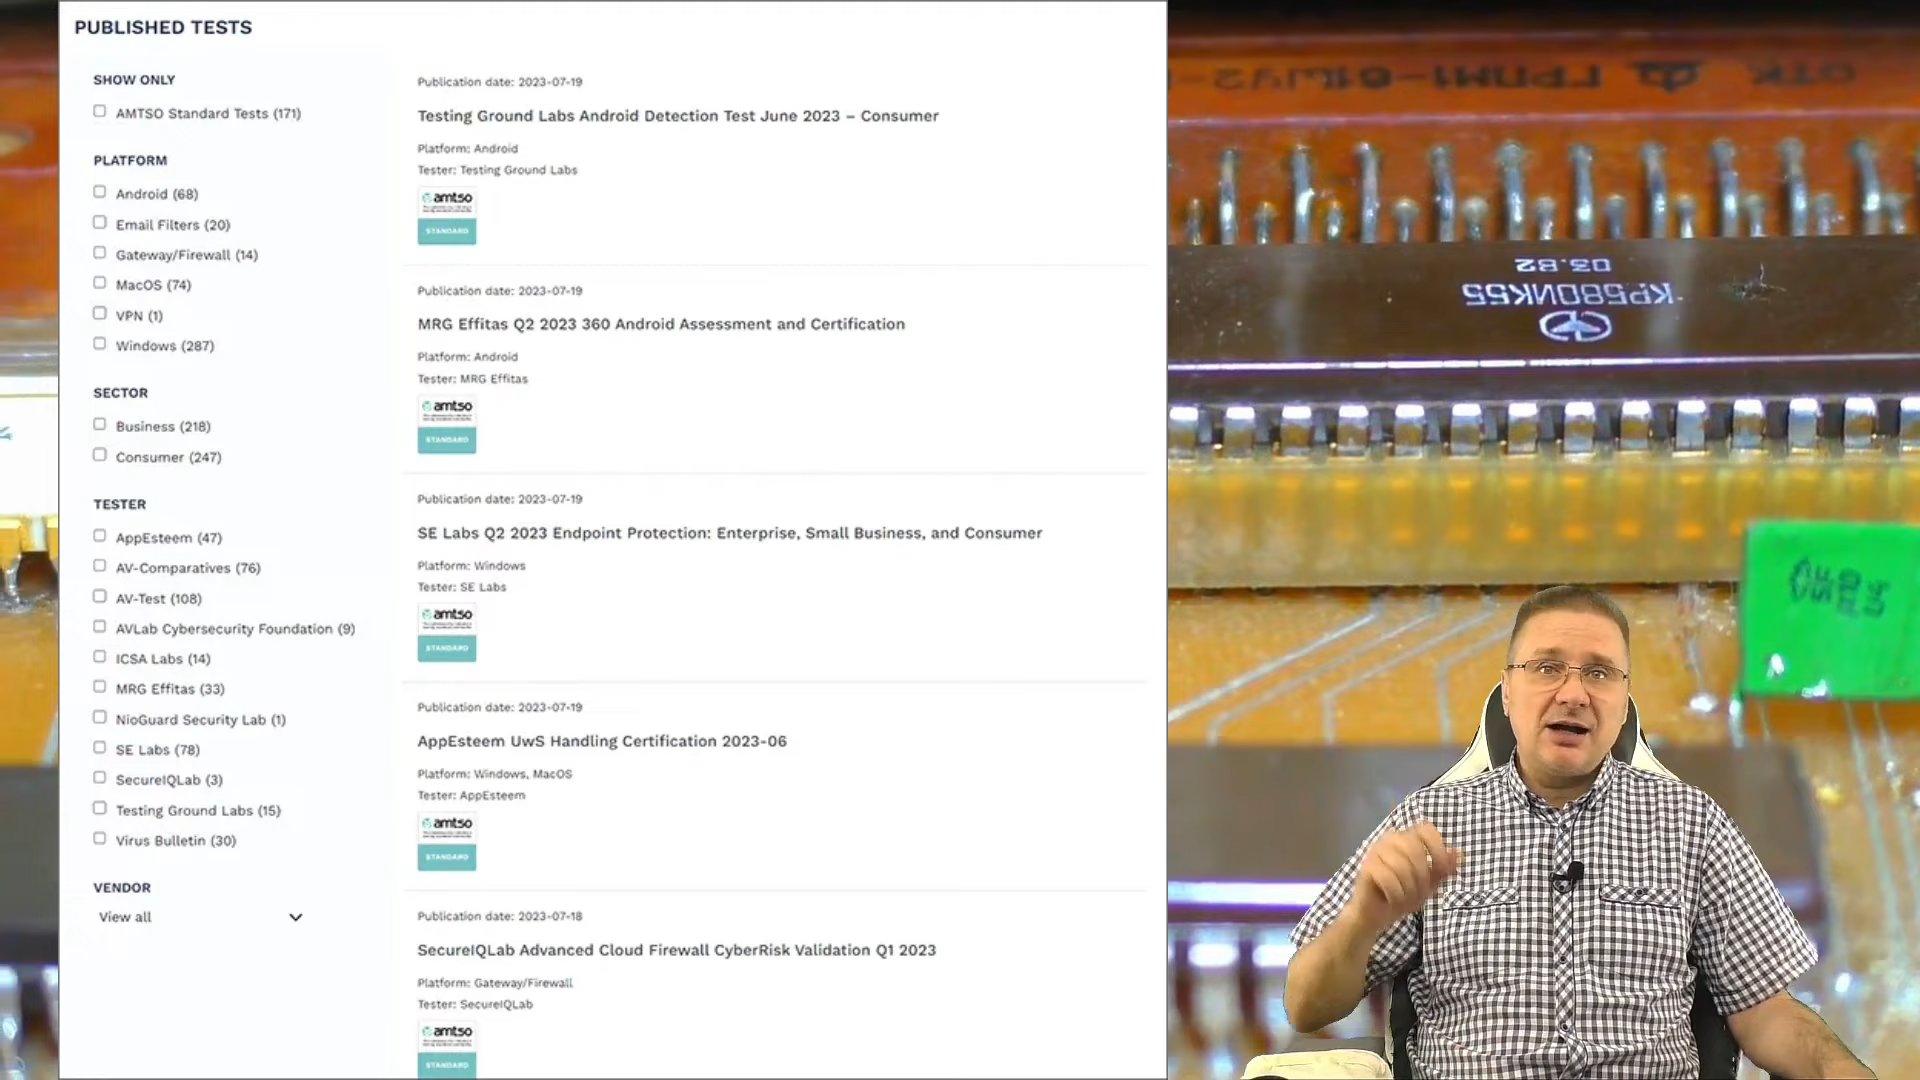 PUBLISHED TESTS
SHOW ONLY
AMTSO Standard Tests (171)
PLATFORM
Android (68)
Email Filters (20)
Gateway/Firewall (14)
MacOS (74)
VPN (1)
Windows (287)
SECTOR
Business (218)
Consumer (247)
TESTER
AppEsteem (47)
AV-Comparatives (76)
AV-Test (108)
AVLab Cybersecurity Foundation (9)
ICSA Labs (14)
MRG Effitas (33)
NioGuard Security Lab (1)
SE Labs (78)
SecureIQLab (3)
Testing Ground Labs (15)
Virus Bulletin (30)
VENDOR
View all
Publication date: 2023-07-19
Testing Ground Labs Android Detection Test June 2023 – Consumer
Platform: Android
Tester: Testing Ground Labs
amtso
STANDARD
Publication date: 2023-07-19
MRG Effitas Q2 2023 360 Android Assessment and Certification
Platform: Android
Tester: MRG Effitas
amtso
STANDARD
Publication date: 2023-07-19
SE Labs Q2 2023 Endpoint Protection: Enterprise, Small Business, and Consumer
Platform: Windows
Tester: SE Labs
amtso
STANDARD
Publication date: 2023-07-19
AppEsteem UwS Handling Certification 2023-06
Platform: Windows, MacOS
Tester: AppEsteem
amtso
STANDARD
Publication date: 2023-07-18
SecureIQLab Advanced Cloud Firewall CyberRisk Validation Q1 2023
Platform: Gateway/Firewall
Tester: SecureIQLab
amtso
STANDARD
КР580ИК55
03.82